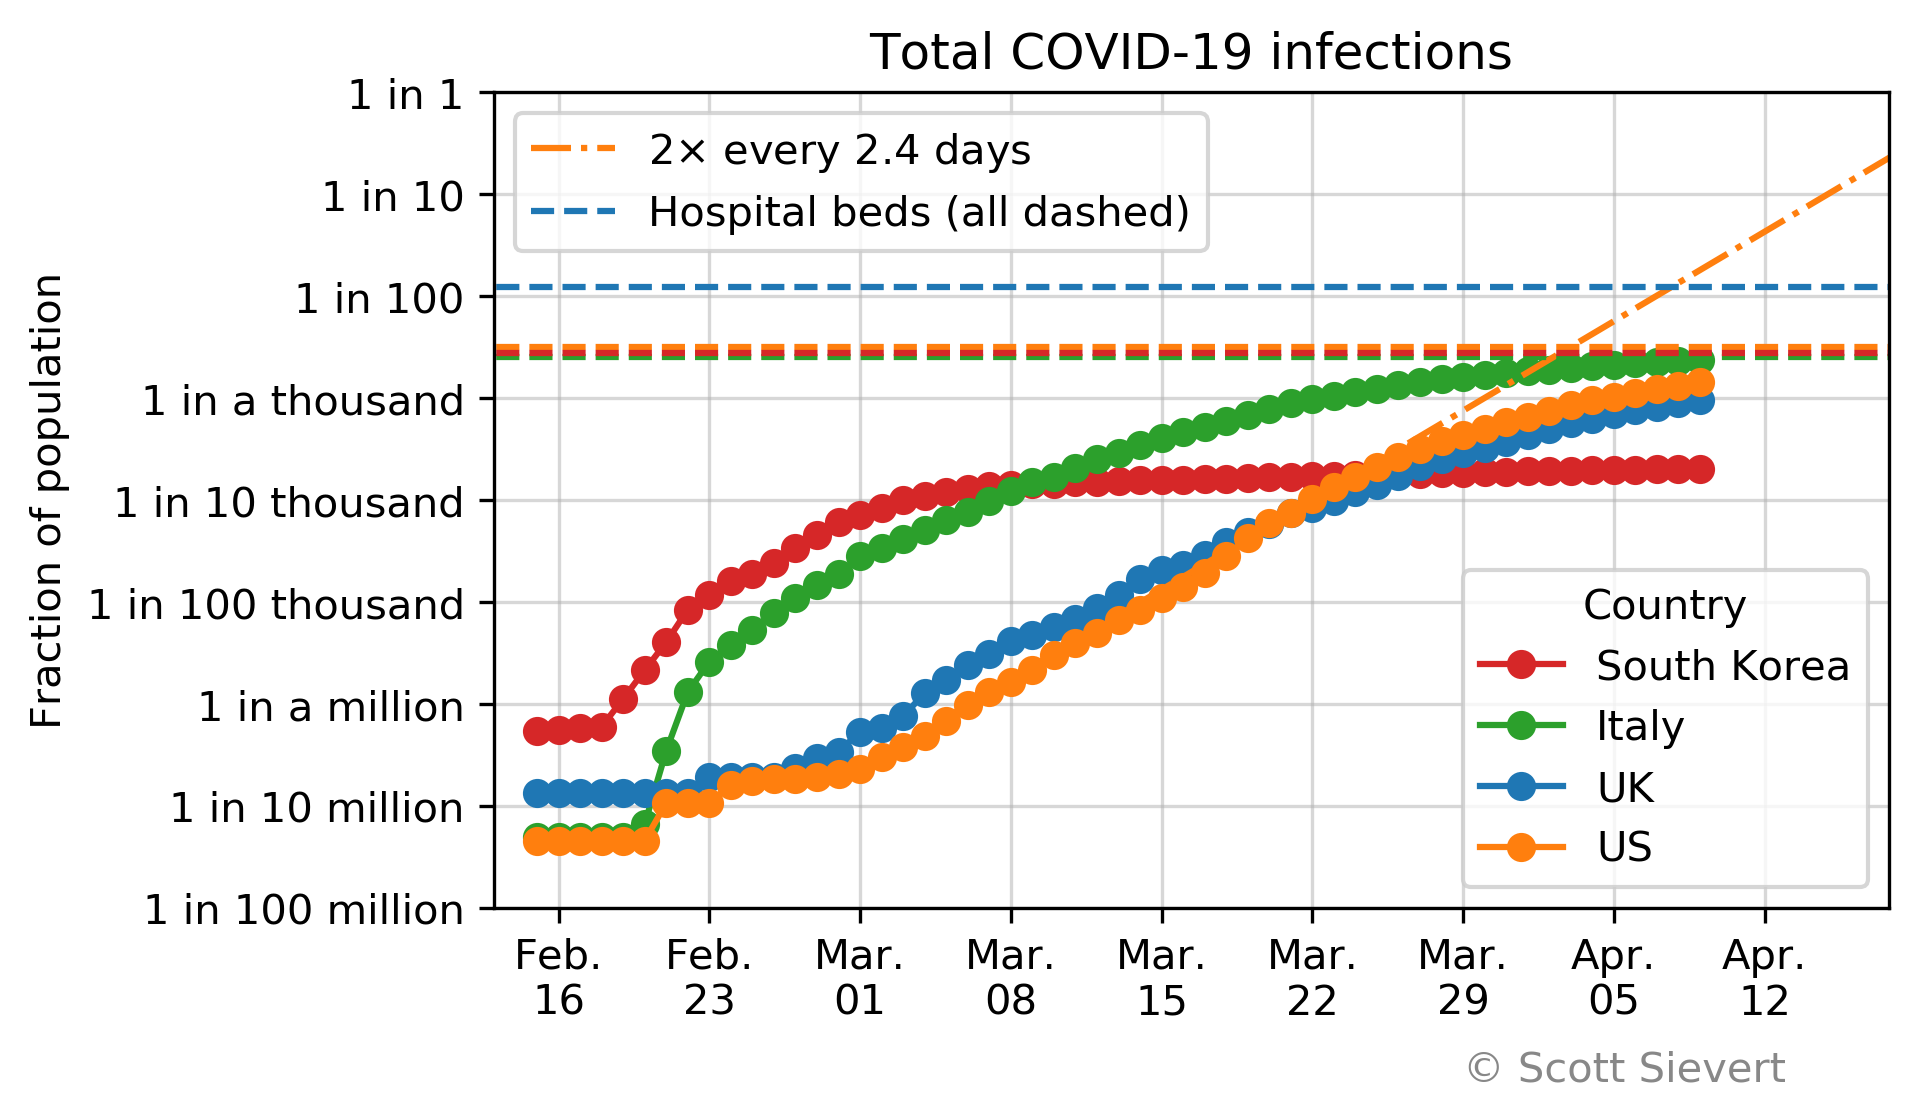 Total COVID-19 infections
Fraction of population
1 in 1
1 in 10
1 in 100
1 in a thousand
1 in 10 thousand
1 in 100 thousand
1 in a million
1 in 10 million
1 in 100 million
2× every 2.4 days
Hospital beds (all dashed)
Country
South Korea
Italy
UK
US
Feb. Feb. Mar. Mar. Mar. Mar. Mar. Apr. Apr.
16 23 01 08 15 22 29 05 12
© Scott Sievert